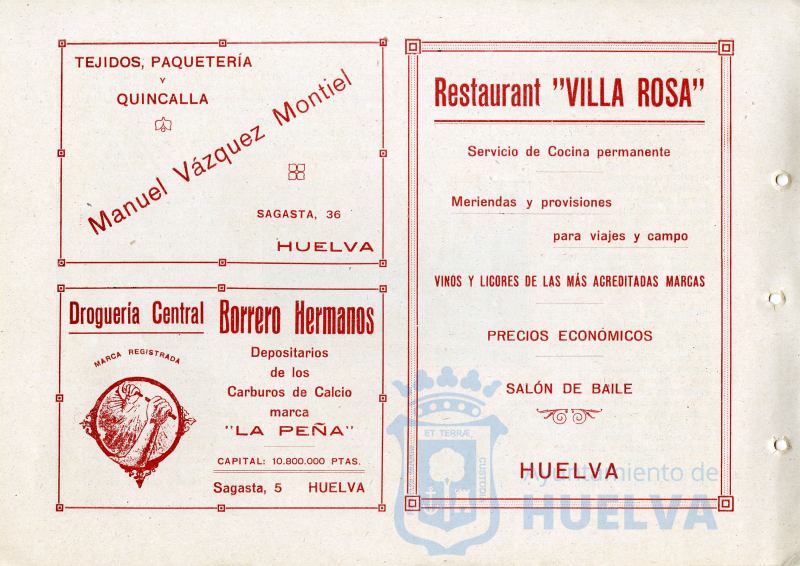 TEJIDOS, PAQUETERÍA
Y
QUINCALLA
Manuel Vázquez Montiel
SAGASTA, 36
HUELVA
Droguería Central
MARCA REGISTRADA
Borrero Hermanos
Depositarios
de los
Carburos de Calcio
marca
"LA PEÑA"
CAPITAL: 10.800.000 PTAS.
Sagasta, 5 HUELVA
Restaurant "VILLA ROSA"
Servicio de Cocina permanente
Meriendas y provisiones
para viajes y campo
VINOS Y LICORES DE LAS MÁS ACREDITADAS MARCAS
PRECIOS ECONÓMICOS
SALÓN DE BAILE
HUELVA
ET TERRÆ
CUSTODIA
Ayuntamiento de
HUELVA